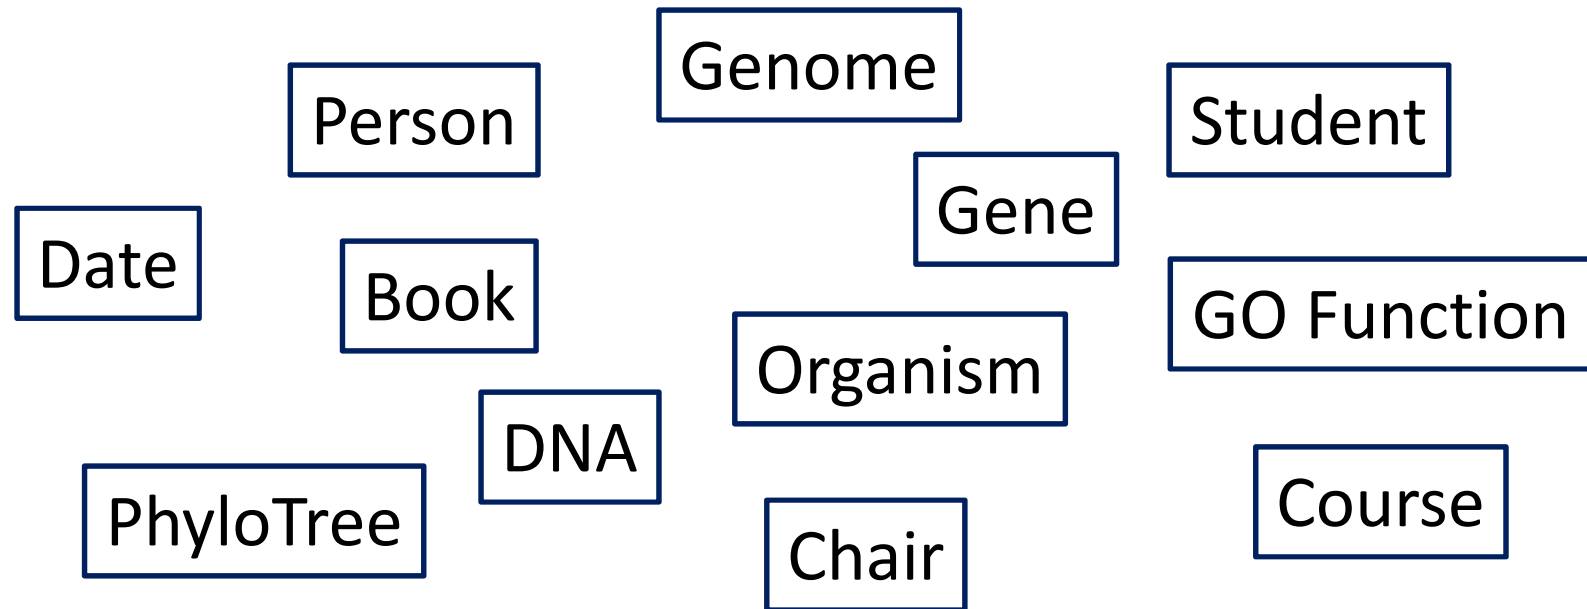 Genome
Person
Student
Gene
Date
Book
GO Function
Organism
DNA
Course
PhyloTree
Chair